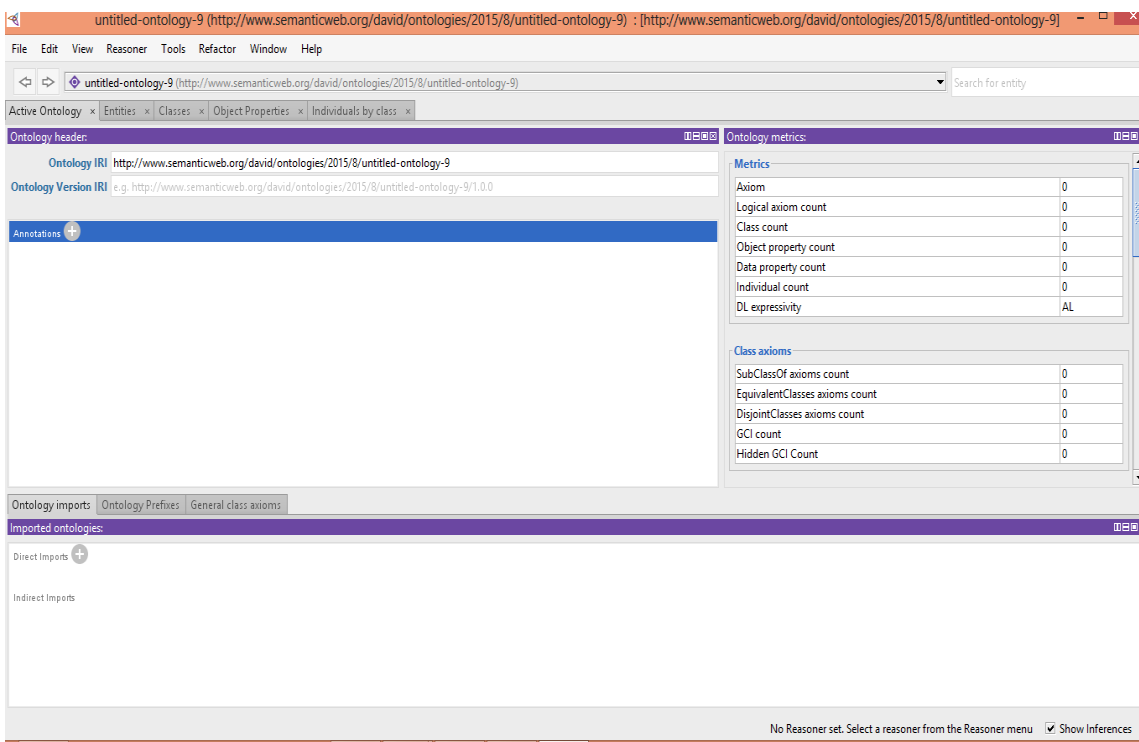 untitled-ontology-9 (http://www.semanticweb.org/david/ontologies/2015/8/untitled-ontology-9) : [http://www.semanticweb.org/david/ontologies/2015/8/untitled-ontology-9]
File Edit View Reasoner Tools Refactor Window Help
untitled-ontology-9 (http://www.semanticweb.org/david/ontologies/2015/8/untitled-ontology-9)
Search for entity
Active Ontology × Entities × Classes × Object Properties × Individuals by class ×
Ontology header:
Ontology IRI http://www.semanticweb.org/david/ontologies/2015/8/untitled-ontology-9
Ontology Version IRI e.g. http://www.semanticweb.org/david/ontologies/2015/8/untitled-ontology-9/1.0.0
Annotations
Ontology metrics:
Metrics
Axiom 0
Logical axiom count 0
Class count 0
Object property count 0
Data property count 0
Individual count 0
DL expressivity AL
Class axioms
SubClassOf axioms count 0
EquivalentClasses axioms count 0
DisjointClasses axioms count 0
GCI count 0
Hidden GCI Count 0
Ontology imports Ontology Prefixes General class axioms
Imported ontologies:
Direct Imports
Indirect Imports
No Reasoner set. Select a reasoner from the Reasoner menu Show Inferences